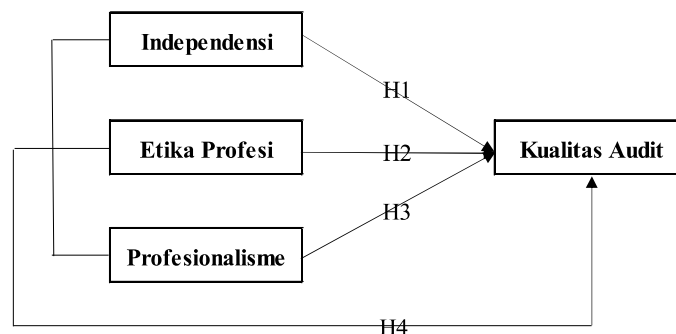 Independensi
H1
Etika Profesi
H2
Kualitas Audit
H3
Profesionalisme
H4